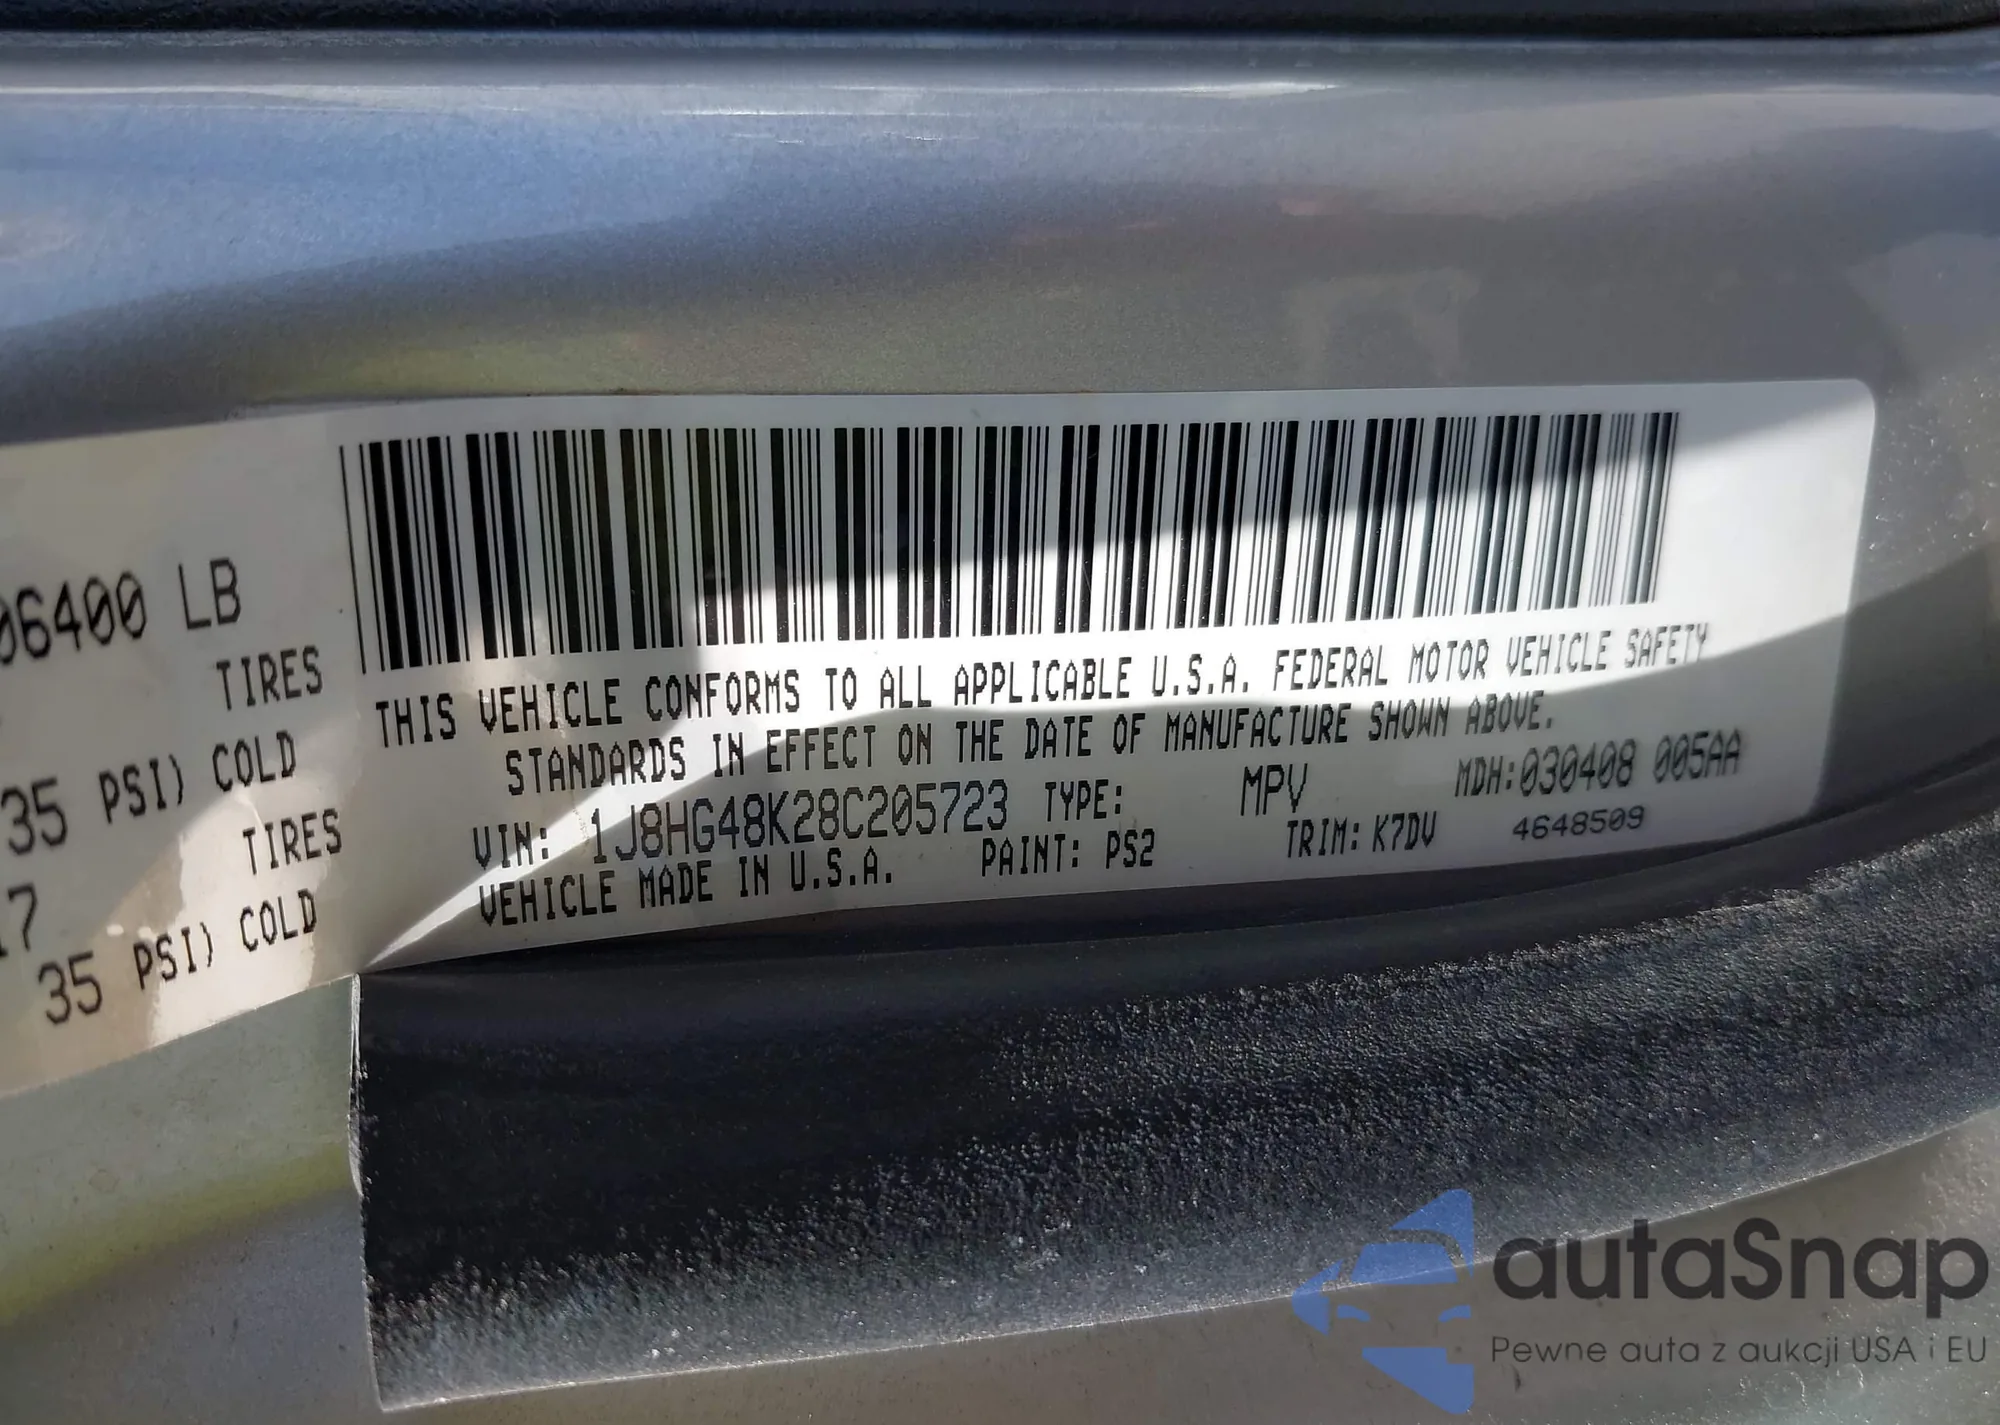 06400 LB
TIRES
35 PSI) COLD
TIRES
17
35 PSI) COLD
THIS VEHICLE CONFORMS TO ALL APPLICABLE U.S.A. FEDERAL MOTOR VEHICLE SAFETY
STANDARDS IN EFFECT ON THE DATE OF MANUFACTURE SHOWN ABOVE.
VIN: 1J8HG48K28C205723 TYPE: MPV MDH:030408 005AA
VEHICLE MADE IN U.S.A. PAINT: PS2 TRIM: K7DV 4648509
autaSnap
Pewne auta z aukcji USA i EU